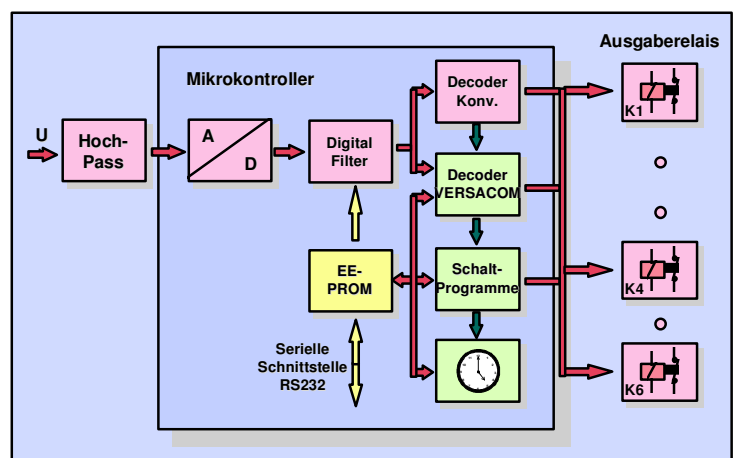 Ausgaberelais
Mikrokontroller
Decoder
Konv.
K1
U
Hoch-
Pass
A
D
Digital
Filter
Decoder
VERSACOM
EE-
PROM
Schalt-
Programme
K4
Serielle
Schnittstelle
RS232
K6